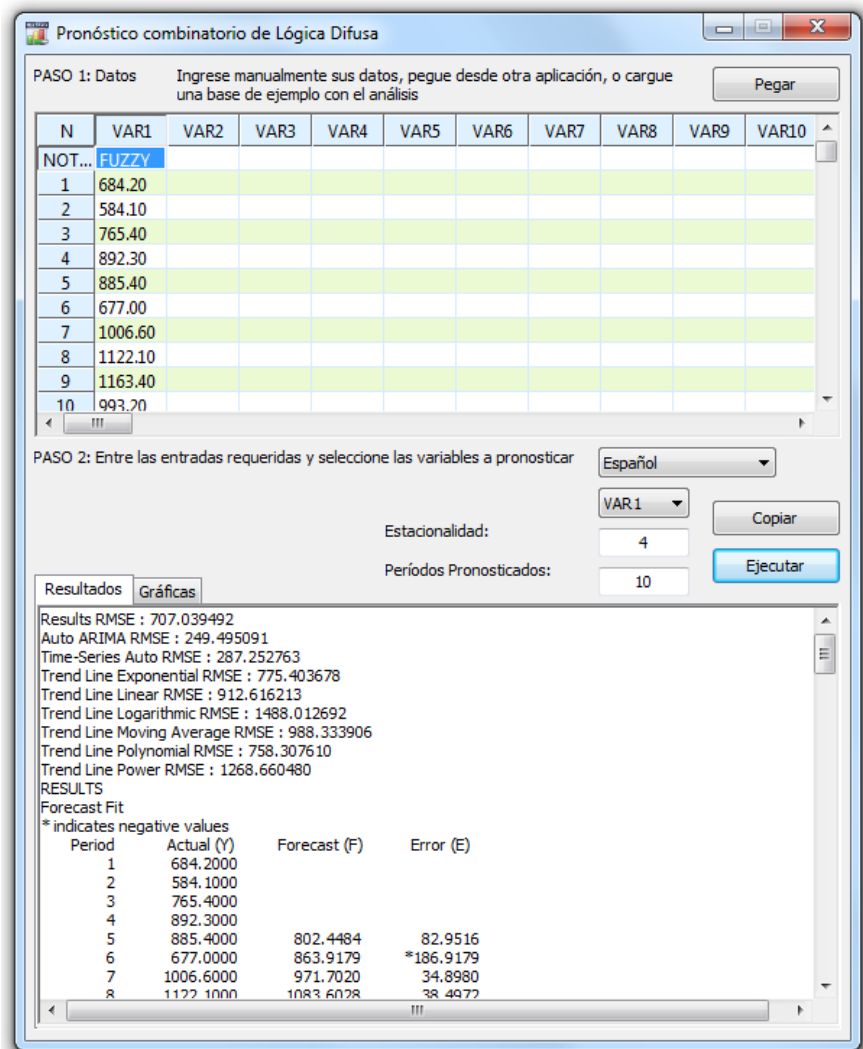 Pronóstico combinatorio de Lógica Difusa
PASO 1: Datos Ingrese manualmente sus datos, pegue desde otra aplicación, o cargue
una base de ejemplo con el análisis
Pegar
N VAR1 VAR2 VAR3 VAR4 VAR5 VAR6 VAR7 VAR8 VAR9 VAR10
NOT... FUZZY
1 684.20
2 584.10
3 765.40
4 892.30
5 885.40
6 677.00
7 1006.60
8 1122.10
9 1163.40
10 993.20
PASO 2: Entre las entradas requeridas y seleccione las variables a pronosticar Español
VAR1
Copiar
Estacionalidad: 4
Ejecutar
Períodos Pronosticados: 10
Resultados Gráficas
Results RMSE : 707.039492
Auto ARIMA RMSE : 249.495091
Time-Series Auto RMSE : 287.252763
Trend Line Exponential RMSE : 775.403678
Trend Line Linear RMSE : 912.616213
Trend Line Logarithmic RMSE : 1488.012692
Trend Line Moving Average RMSE : 988.333906
Trend Line Polynomial RMSE : 758.307610
Trend Line Power RMSE : 1268.660480
RESULTS
Forecast Fit
* indicates negative values
Period Actual (Y) Forecast (F) Error (E)
1 684.2000
2 584.1000
3 765.4000
4 892.3000
5 885.4000 802.4484 82.9516
6 677.0000 863.9179 *186.9179
7 1006.6000 971.7020 34.8980
8 1122.1000 1083.6028 38.4972